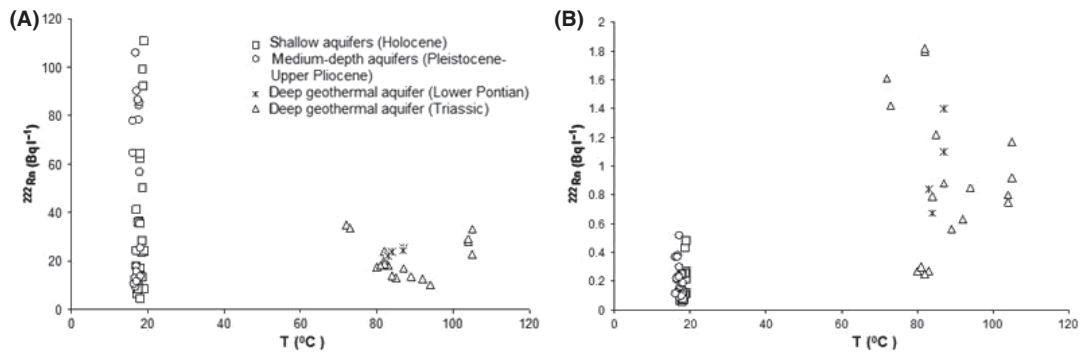 (A)
120
100
80
60
40
20
0
²²²Rn (Bq l⁻¹)
0 20 40 60 80 100 120
T (⁰C)
Shallow aquifers (Holocene)
Medium-depth aquifers (Pleistocene-
Upper Pliocene)
Deep geothermal aquifer (Lower Pontian)
Deep geothermal aquifer (Triassic)
(B)
2
1.8
1.6
1.4
1.2
1
0.8
0.6
0.4
0.2
0
²²²Rn (Bq l⁻¹)
0 20 40 60 80 100 120
T (⁰C)